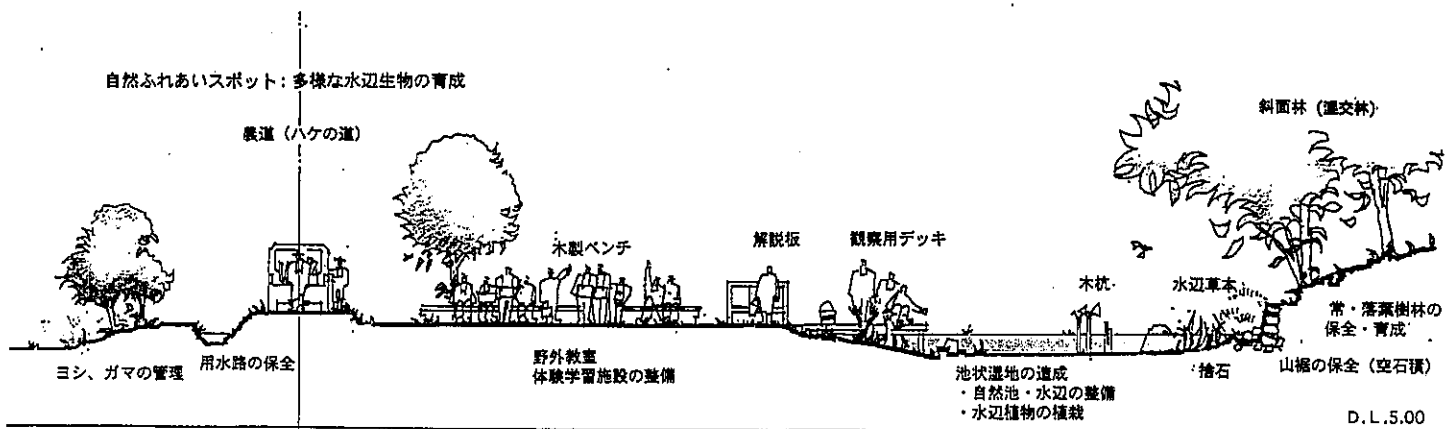 自然ふれあいスポット：多様な水辺生物の育成
農道（ハケの道）
斜面林（混交林）
木製ベンチ
解説板
観察用デッキ
木杭
水辺草本
ヨシ、ガマの管理
用水路の保全
野外教室
体験学習施設の整備
池状湿地の造成
・自然池・水辺の整備
・水辺植物の植栽
捨石
常・落葉樹林の
保全・育成
山裾の保全（空石積）
D.L.5.00